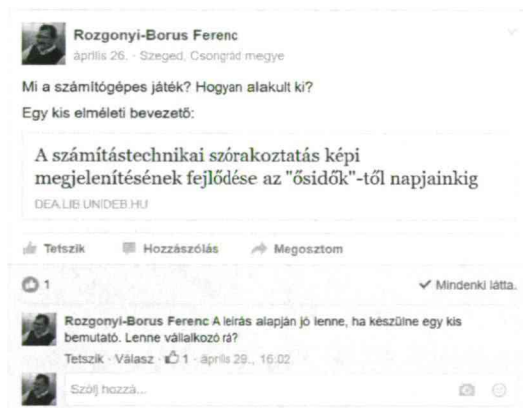 Rozgonyi-Borus Ferenc
április 26. · Szeged, Csongrád megye
Mi a számítógépes játék? Hogyan alakult ki?
Egy kis elméleti bevezető:
A számítástechnikai szórakoztatás képi
megjelenítésének fejlődése az "ősidők"-től napjainkig
DEA.LIB.UNIDEB.HU
Tetszik Hozzászólás Megosztom
1 Mindenki látta.
Rozgonyi-Borus Ferenc A leírás alapján jó lenne, ha készülne egy kis
bemutató. Lenne vállalkozó rá?
Tetszik · Válasz · 1 · április 29., 16:02
Szólj hozzá...